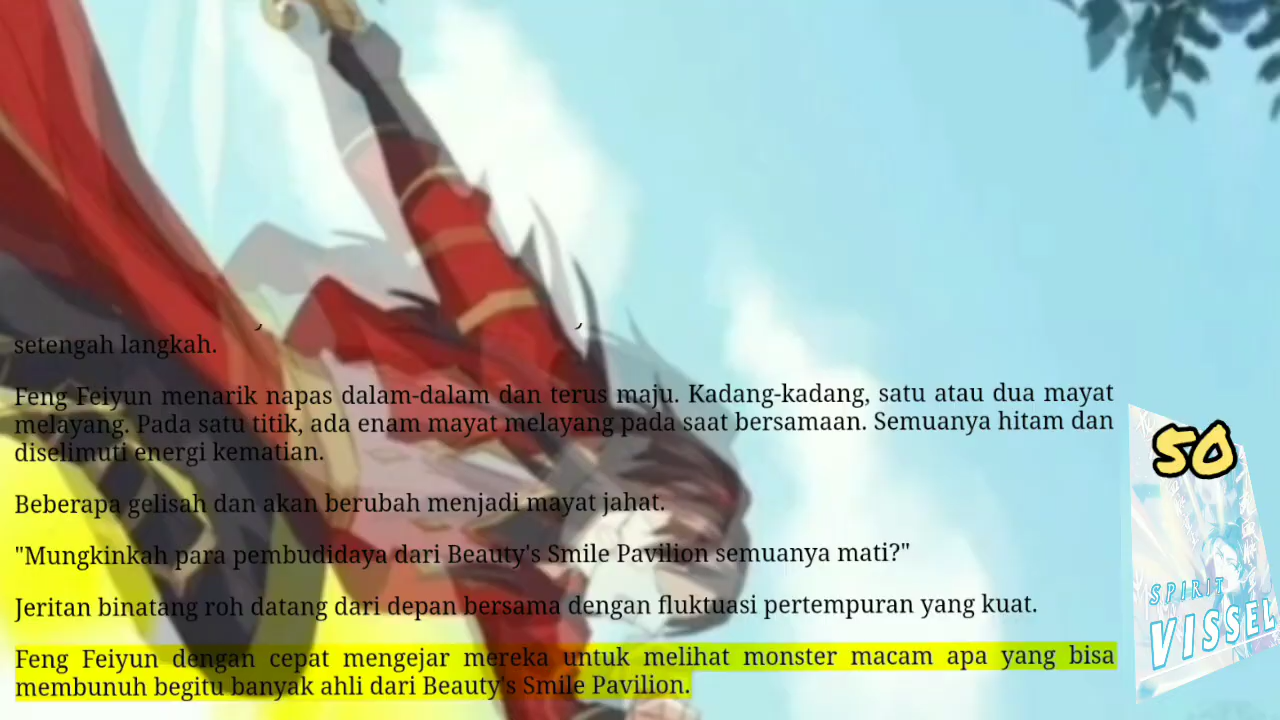 setengah langkah.
Feng Feiyun menarik napas dalam-dalam dan terus maju. Kadang-kadang, satu atau dua mayat
melayang. Pada satu titik, ada enam mayat melayang pada saat bersamaan. Semuanya hitam dan
diselimuti energi kematian.
Beberapa gelisah dan akan berubah menjadi mayat jahat.
"Mungkinkah para pembudidaya dari Beauty's Smile Pavilion semuanya mati?"
Jeritan binatang roh datang dari depan bersama dengan fluktuasi pertempuran yang kuat.
Feng Feiyun dengan cepat mengejar mereka untuk melihat monster macam apa yang bisa
membunuh begitu banyak ahli dari Beauty's Smile Pavilion.
50
SPIRIT
VISSEL